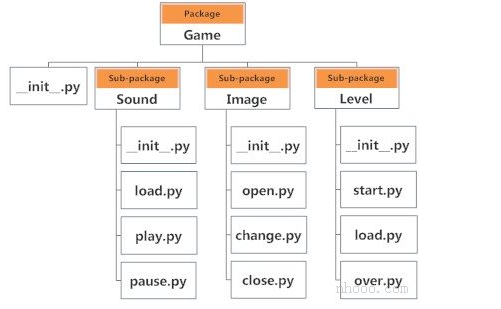 Package
Game
__init__.py
Sub-package
Sound
Sub-package
Image
Sub-package
Level
__init__.py
load.py
play.py
pause.py
__init__.py
open.py
change.py
close.py
__init__.py
start.py
load.py
over.py
nhooo.com